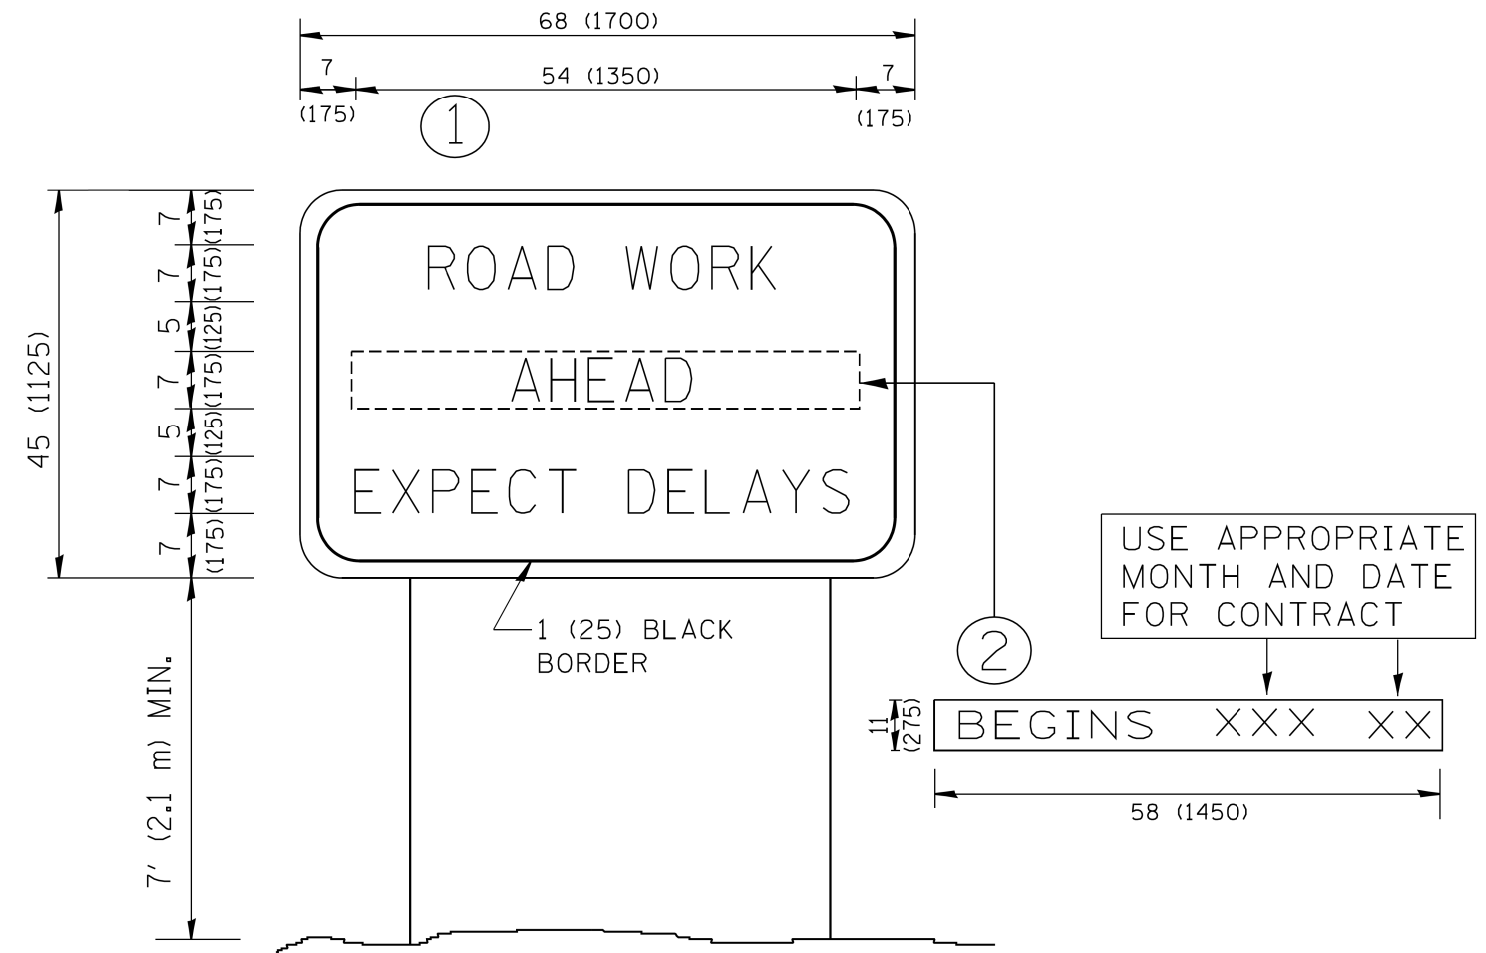 68 (1700)
7
54 (1350)
7
(175)
(175)
1
45 (1125)
7
(175)
7
(175)
5
(125)
7
(175)
5
(125)
7
(175)
7
(175)
ROAD WORK
AHEAD
EXPECT DELAYS
1 (25) BLACK
BORDER
7' (2.1 m) MIN.
USE APPROPRIATE
MONTH AND DATE
FOR CONTRACT
2
11
(275)
BEGINS XXX XX
58 (1450)